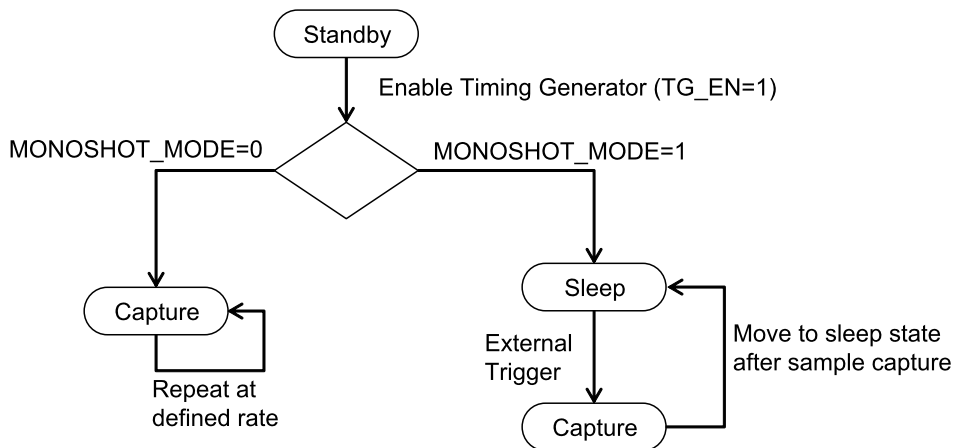 Standby
Enable Timing Generator (TG_EN=1)
MONOSHOT_MODE=0
MONOSHOT_MODE=1
Capture
Repeat at
defined rate
Sleep
External
Trigger
Move to sleep state
after sample capture
Capture